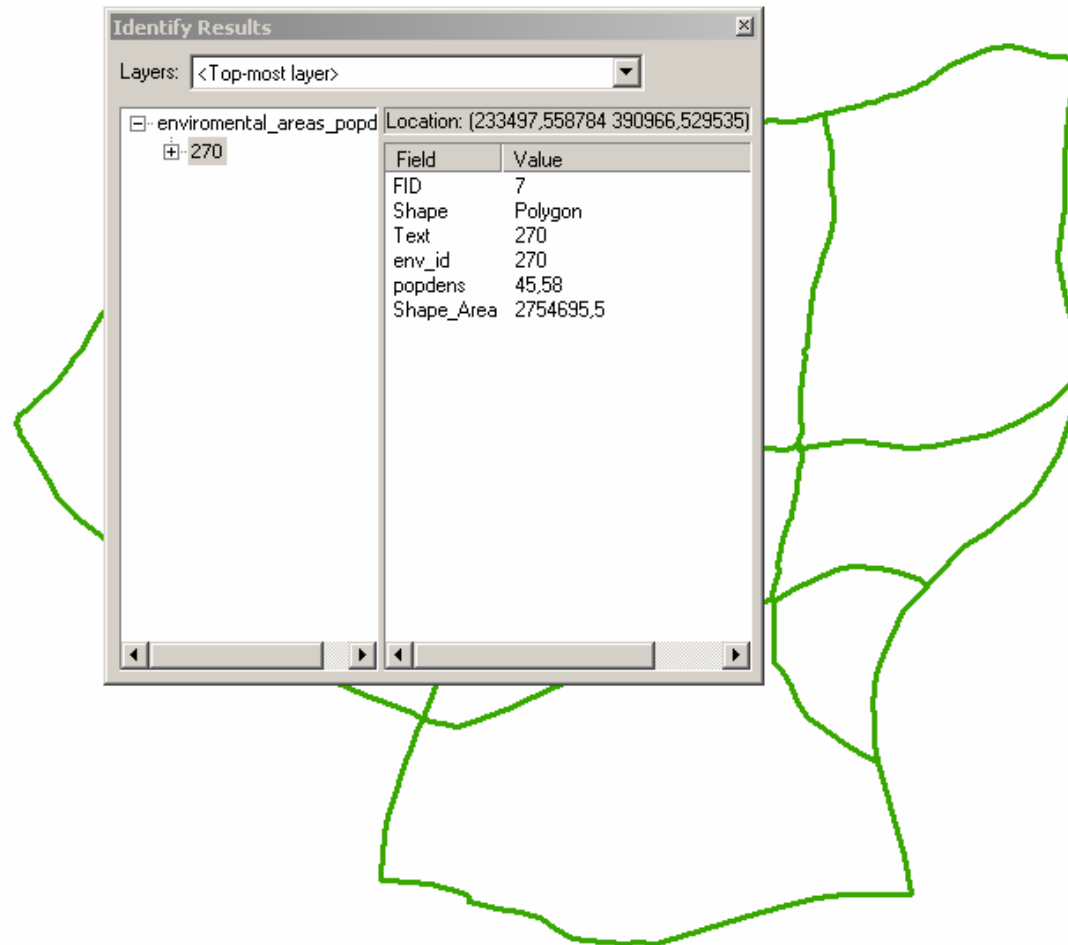 Identify Results
Layers: <Top-most layer>
enviromental_areas_popd
270
Location: (233497,558784 390966,529535)
Field Value
FID 7
Shape Polygon
Text 270
env_id 270
popdens 45,58
Shape_Area 2754695,5